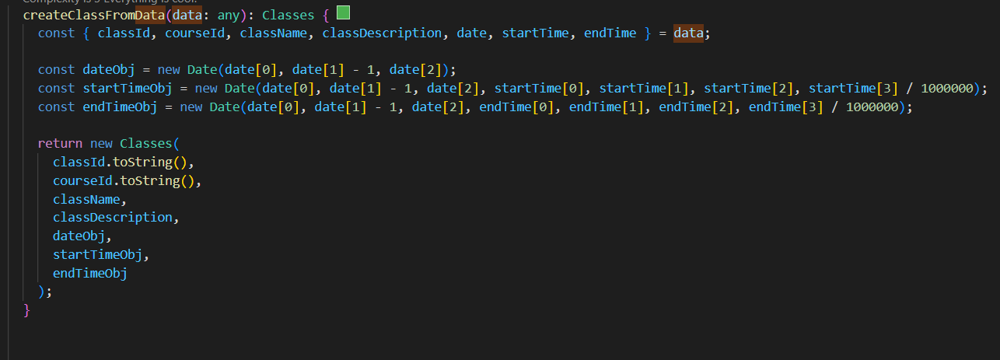 Complexity is 3 Everything is cool!
createClassFromData(data: any): Classes {
  const { classId, courseId, className, classDescription, date, startTime, endTime } = data;
  const dateObj = new Date(date[0], date[1] - 1, date[2]);
  const startTimeObj = new Date(date[0], date[1] - 1, date[2], startTime[0], startTime[1], startTime[2], startTime[3] / 1000000);
  const endTimeObj = new Date(date[0], date[1] - 1, date[2], endTime[0], endTime[1], endTime[2], endTime[3] / 1000000);
  return new Classes(
    classId.toString(),
    courseId.toString(),
    className,
    classDescription,
    dateObj,
    startTimeObj,
    endTimeObj
  );
}